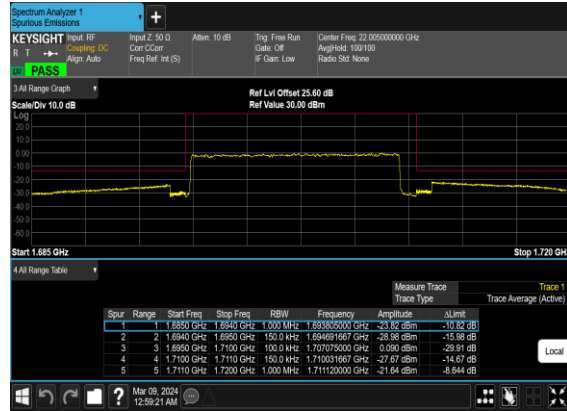 Spectrum Analyzer 1
Spurious Emissions
KEYSIGHT Input: RF Input Z: 50 Ω Atten: 10 dB Trig: Free Run Center Freq: 22.005000000 GHz
R T Coupling: DC Corr CCorr Gate: Off Avg|Hold: 100/100
Align: Auto Freq Ref: Int (S) IF Gain: Low Radio Std: None
PASS
3 All Range Graph
Ref Lvl Offset 25.60 dB
Scale/Div 10.0 dB Ref Value 30.00 dBm
Log
20.0
10.0
0.00
-10.0
-20.0
-30.0
-40.0
-50.0
-60.0
Start 1.685 GHz Stop 1.720 GH
4 All Range Table
Measure Trace Trace 1
Trace Type Trace Average (Active)
Spur Range Start Freq Stop Freq RBW Frequency Amplitude ΔLimit
1 1 1.6850 GHz 1.6940 GHz 1.000 MHz 1.693805000 GHz -23.82 dBm -10.82 dB
2 2 1.6940 GHz 1.6950 GHz 150.0 kHz 1.694691667 GHz -28.98 dBm -15.98 dB
3 3 1.6950 GHz 1.7100 GHz 100.0 kHz 1.707075000 GHz 0.090 dBm -29.91 dB
4 4 1.7100 GHz 1.7110 GHz 150.0 kHz 1.710031667 GHz -27.67 dBm -14.67 dB
5 5 1.7110 GHz 1.7200 GHz 1.000 MHz 1.711120000 GHz -21.64 dBm -8.644 dB
Local
Mar 09, 2024
12:59:21 AM